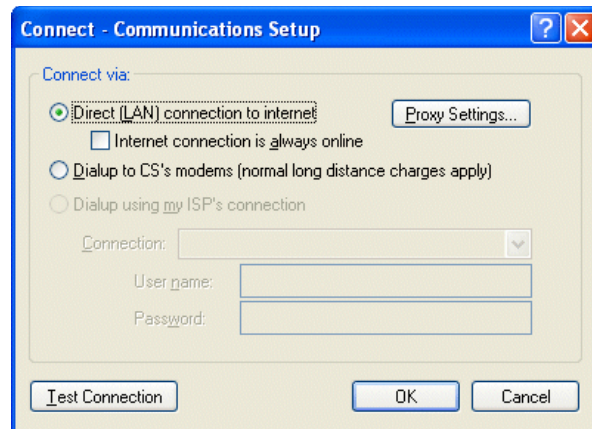 Connect - Communications Setup
Connect via:
Direct (LAN) connection to internet
Proxy Settings...
Internet connection is always online
Dialup to CS's modems (normal long distance charges apply)
Dialup using my ISP's connection
Connection:
User name:
Password:
Test Connection
OK
Cancel